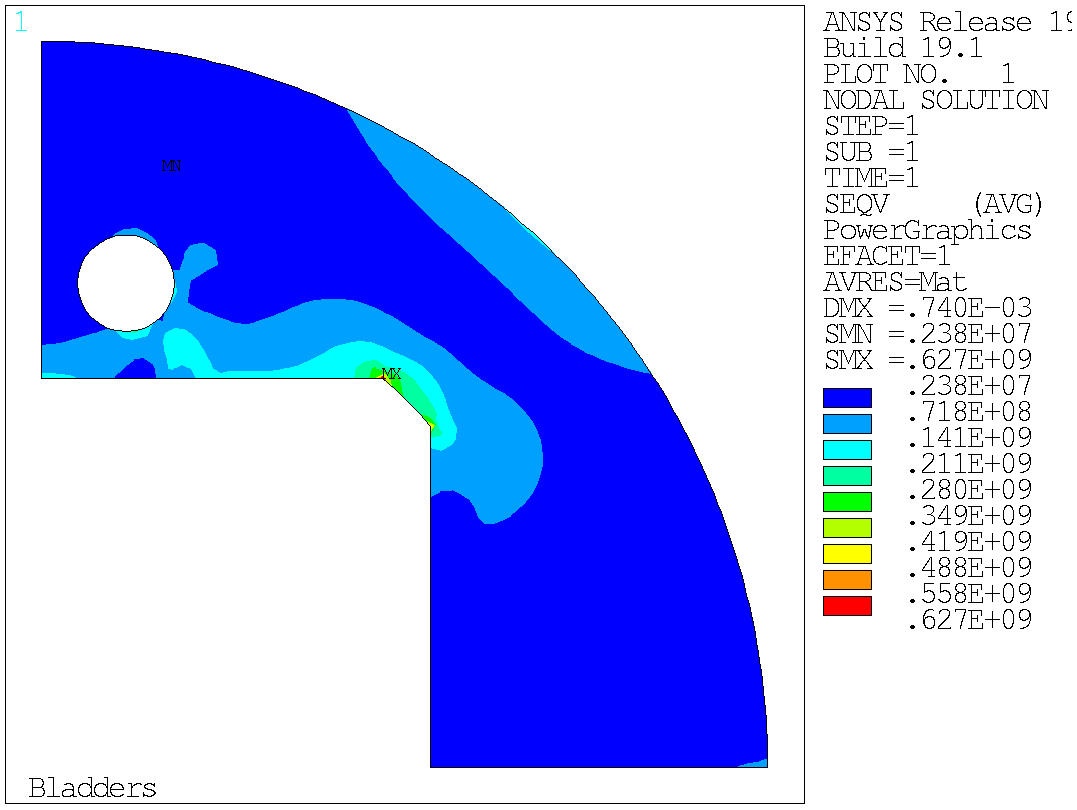 1
ANSYS Release 19
Build 19.1
PLOT NO. 1
NODAL SOLUTION
STEP=1
SUB =1
TIME=1
SEQV (AVG)
PowerGraphics
EFACET=1
AVRES=Mat
DMX =.740E-03
SMN =.238E+07
SMX =.627E+09
.238E+07
.718E+08
.141E+09
.211E+09
.280E+09
.349E+09
.419E+09
.488E+09
.558E+09
.627E+09
MN
MX
Bladders